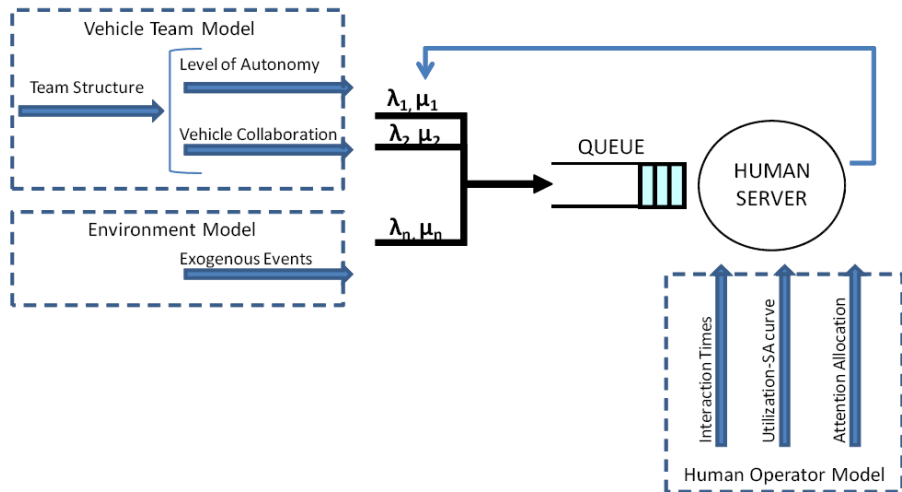 Vehicle Team Model
Level of Autonomy
Team Structure
Vehicle Collaboration
λ1, μ1
λ2, μ2
λn, μn
QUEUE
HUMAN
SERVER
Environment Model
Exogenous Events
Interaction Times
Utilization-SA curve
Attention Allocation
Human Operator Model